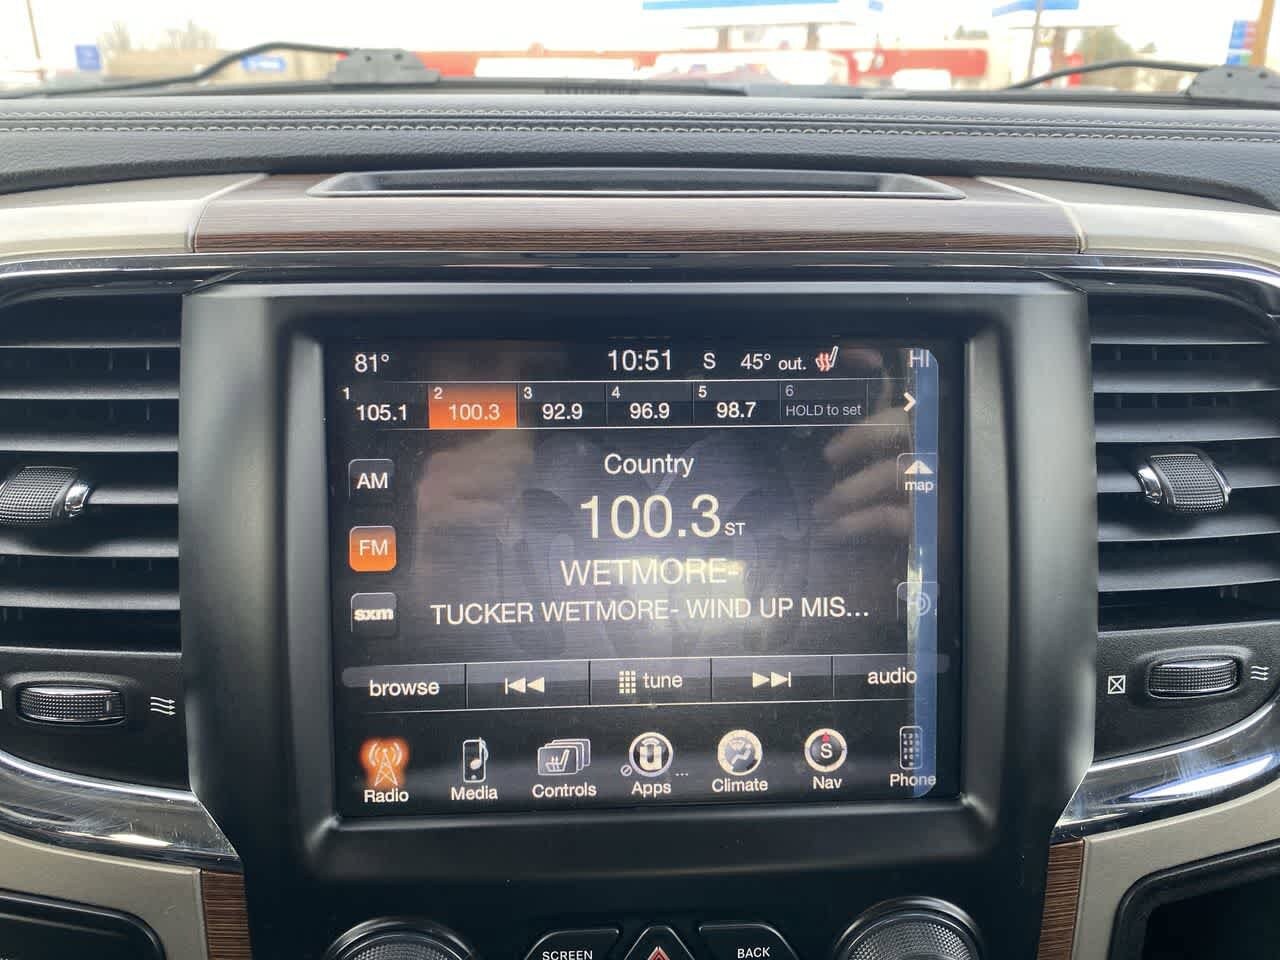 81° 10:51 S 45° out. HI
1 2 3 4 5 6
105.1 100.3 92.9 96.9 98.7 HOLD to set
Country
AM
map
100.3 ST
FM
WETMORE-
sxm
TUCKER WETMORE- WIND UP MIS...
browse tune audio
S
Radio Media Controls Apps ... Climate Nav Phone
SCREEN BACK